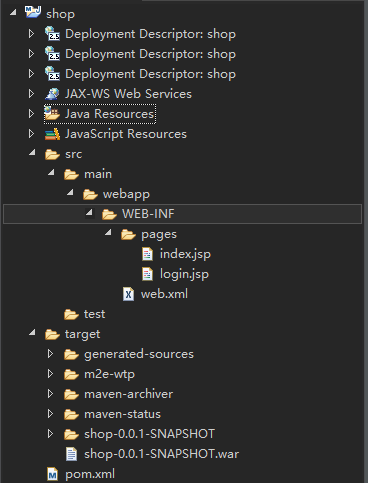 shop
Deployment Descriptor: shop
Deployment Descriptor: shop
Deployment Descriptor: shop
JAX-WS Web Services
Java Resources
JavaScript Resources
src
main
webapp
WEB-INF
pages
index.jsp
login.jsp
web.xml
test
target
generated-sources
m2e-wtp
maven-archiver
maven-status
shop-0.0.1-SNAPSHOT
shop-0.0.1-SNAPSHOT.war
pom.xml